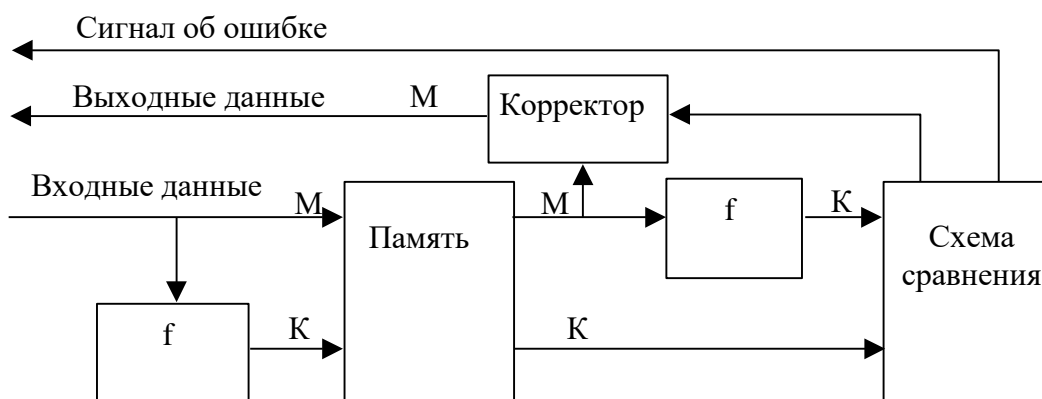 Сигнал об ошибке
Выходные данные М
Корректор
Входные данные
М
Память
М
f
К
Схема
сравнения
f
К
К